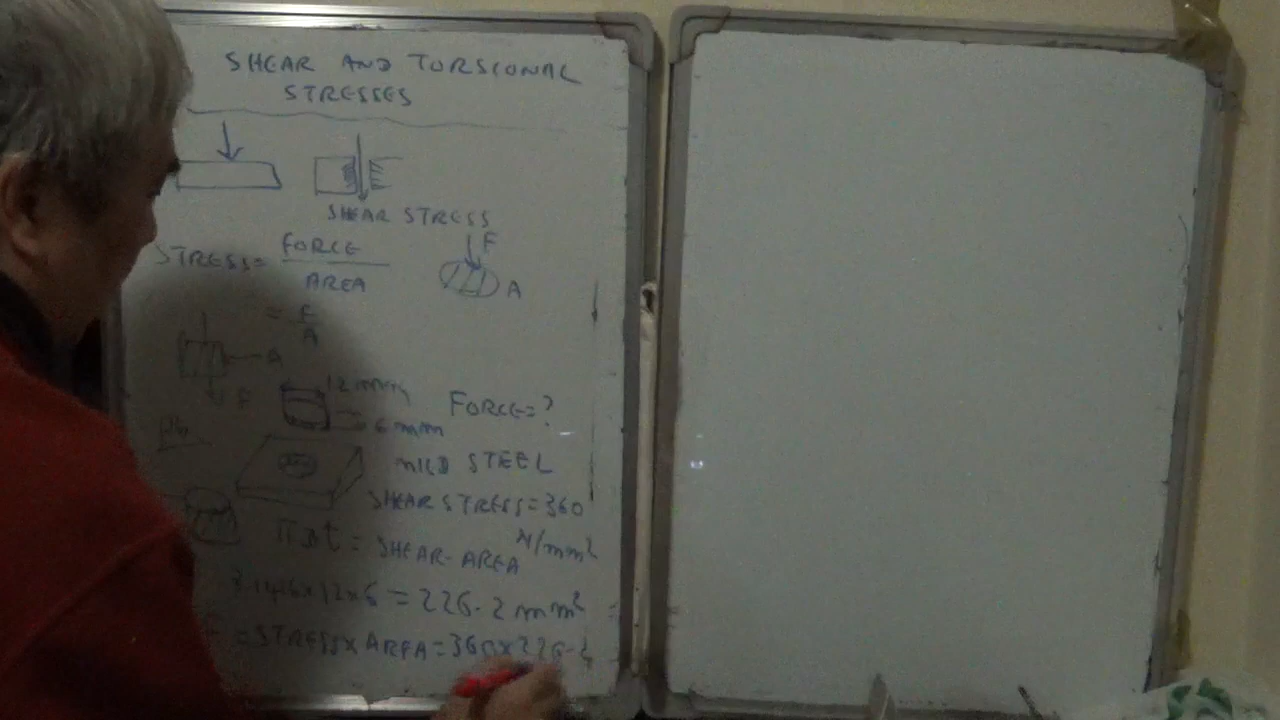 SHEAR AND TORSIONAL
STRESSES
SHEAR STRESS
STRESS = FORCE
AREA
F
A
= F
A
F
12 mm
6 mm
FORCE = ?
MILD STEEL
SHEAR STRESS = 360
N/mm²
πDt = SHEAR AREA
3.1416 x 12 x 6 = 226.2 mm²
F = STRESS x AREA = 360 x 226.2